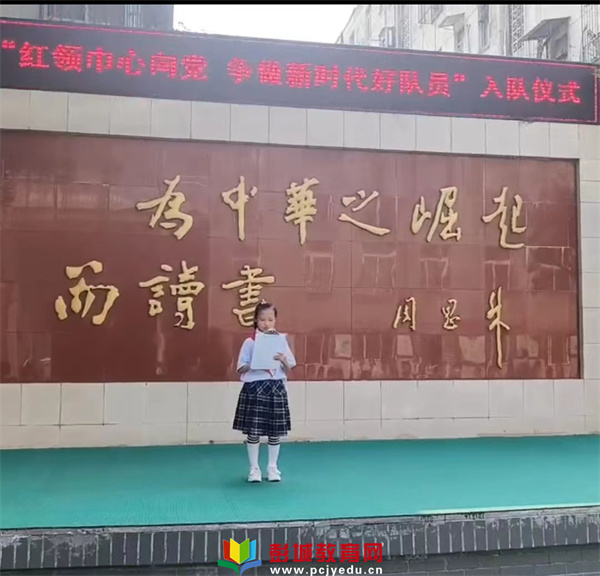 “红领巾心向党 争做新时代好队员”入队仪式
为中華之崛起
而讀書
周恩来
彭城教育网
www.pcjyedu.cn